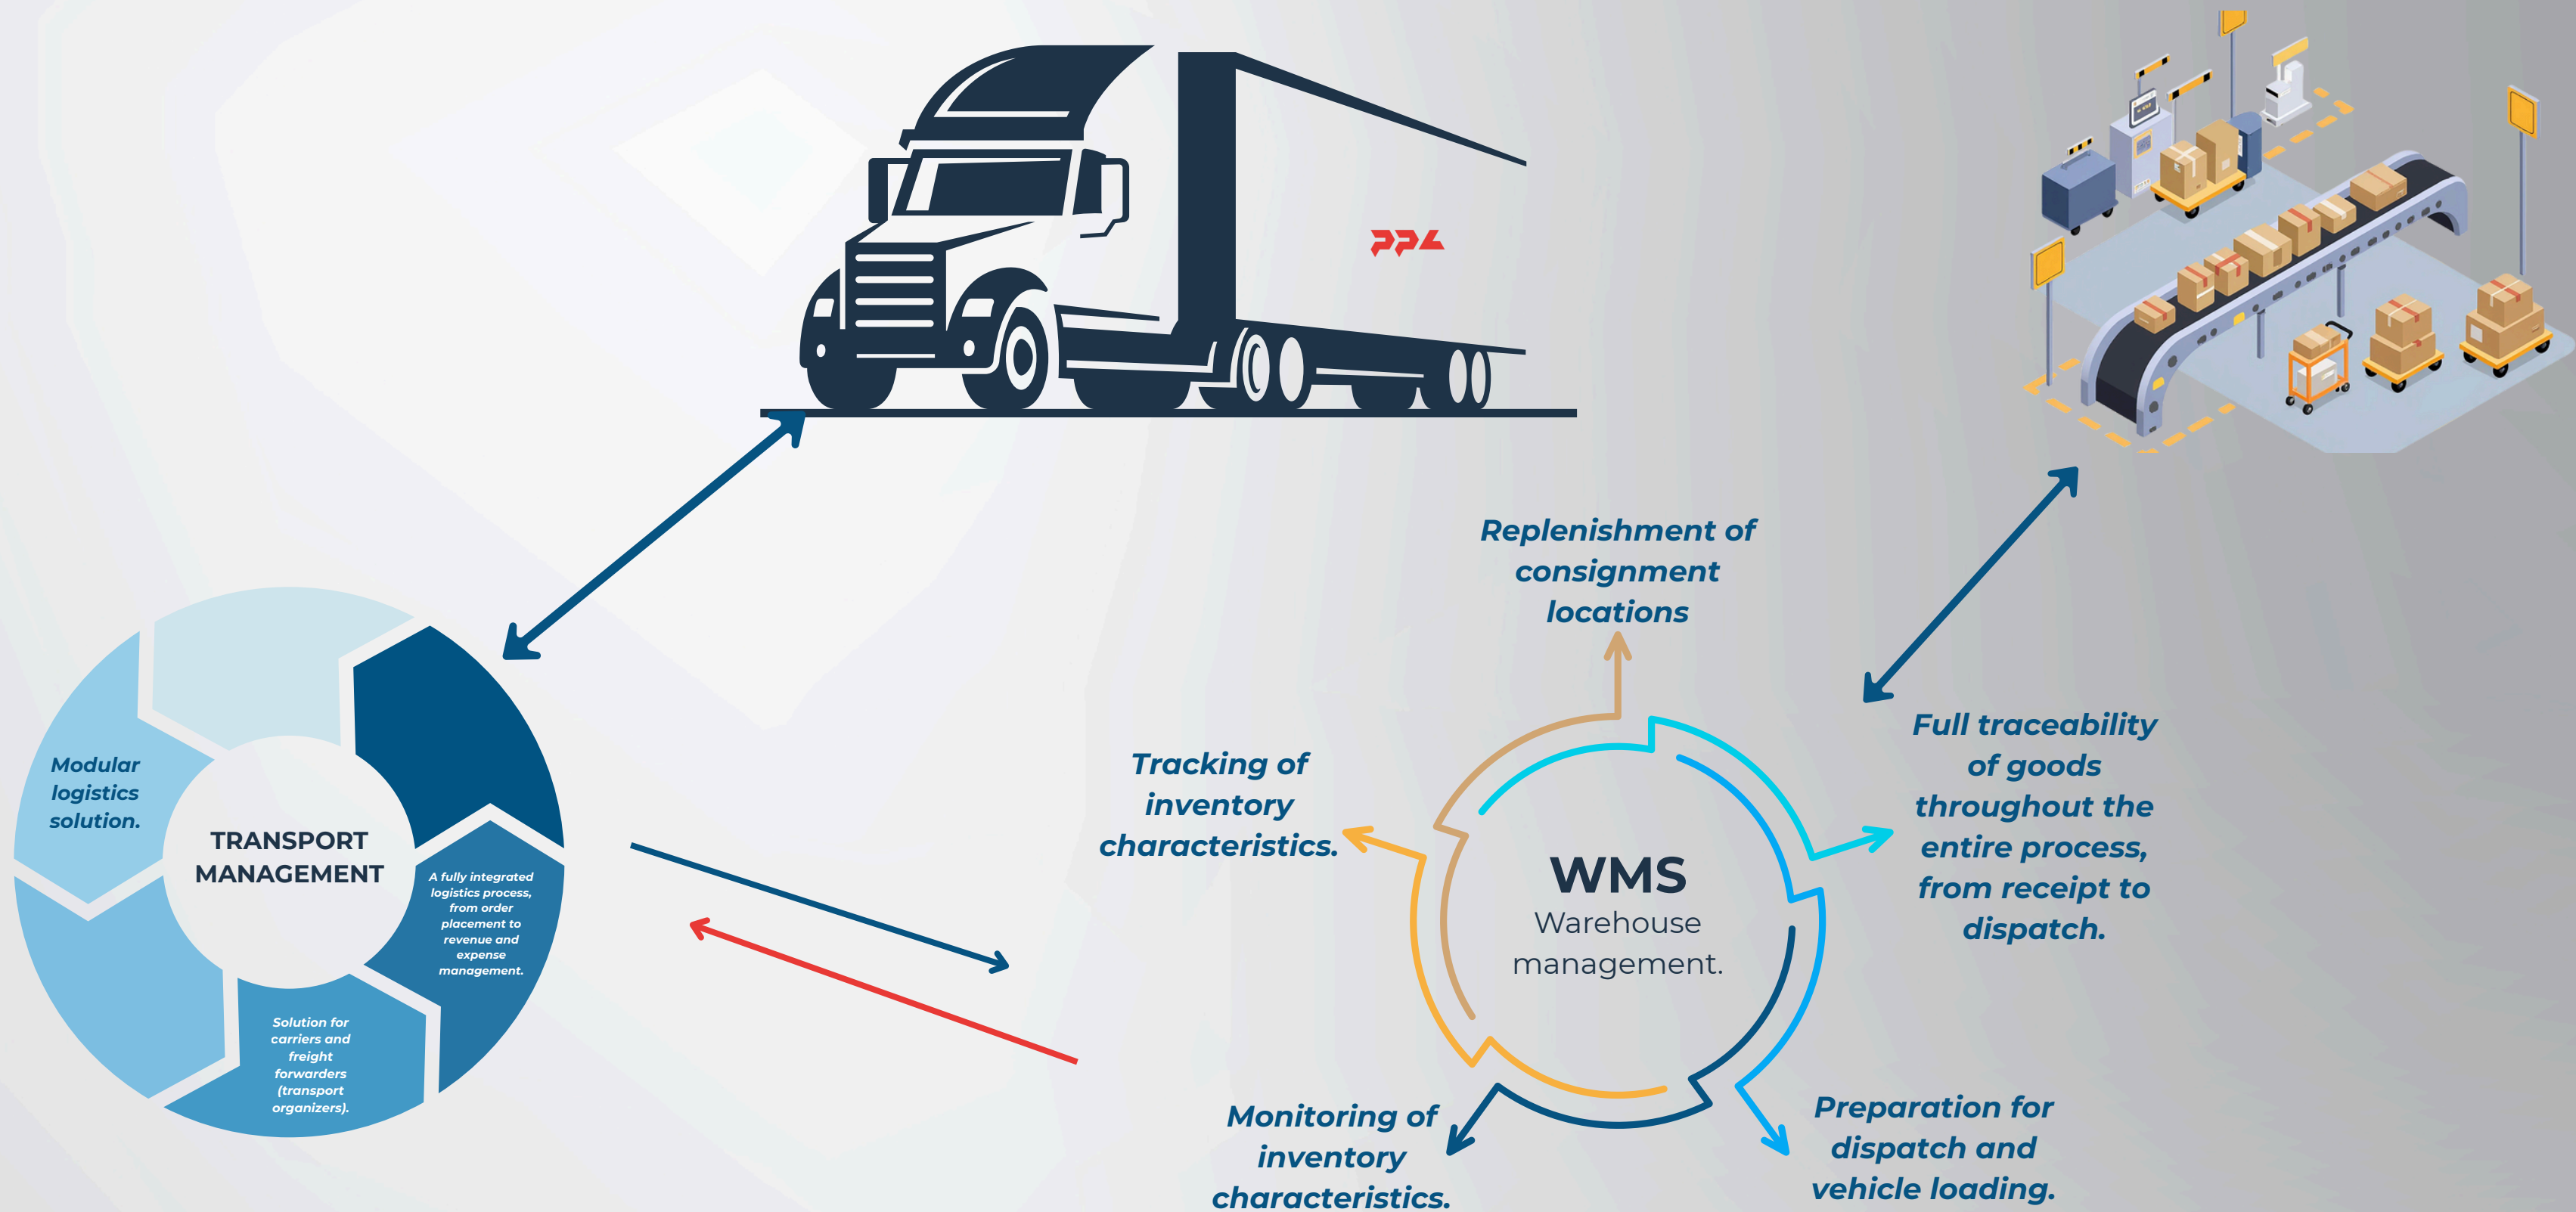 PPL
Replenishment of
consignment
locations
Modular
logistics
solution.
TRANSPORT
MANAGEMENT
A fully integrated
logistics process,
from order
placement to
revenue and
expense
management.
Solution for
carriers and
freight
forwarders
(transport
organizers).
Tracking of
inventory
characteristics.
WMS
Warehouse
management.
Full traceability
of goods
throughout the
entire process,
from receipt to
dispatch.
Monitoring of
inventory
characteristics.
Preparation for
dispatch and
vehicle loading.